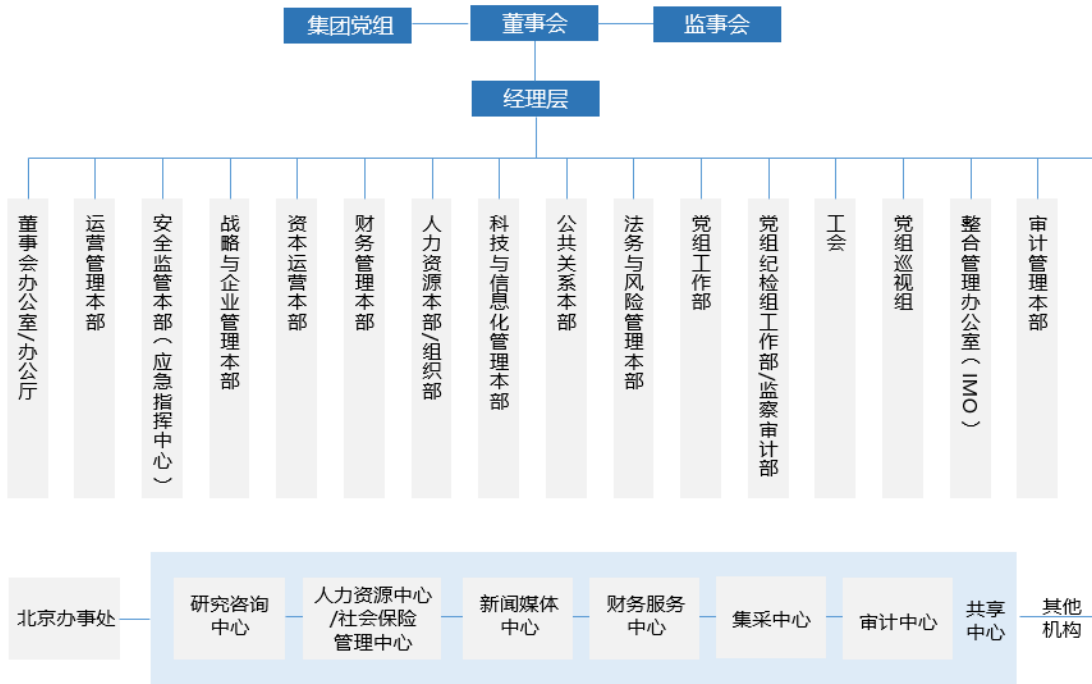 集团党组
董事会
监事会
经理层
董事会办公室/办公厅
运营管理本部
安全监管本部（应急指挥中心）
战略与企业管理本部
资本运营本部
财务管理本部
人力资源本部/组织部
科技与信息化管理本部
公共关系本部
法务与风险管理本部
党组工作部
党组纪检组工作部/监察审计部
工会
党组巡视组
整合管理办公室（IMO）
审计管理本部
北京办事处
研究咨询
中心
人力资源中心
/社会保险
管理中心
新闻媒体
中心
财务服务
中心
集采中心
审计中心
共享
中心
其他
机构